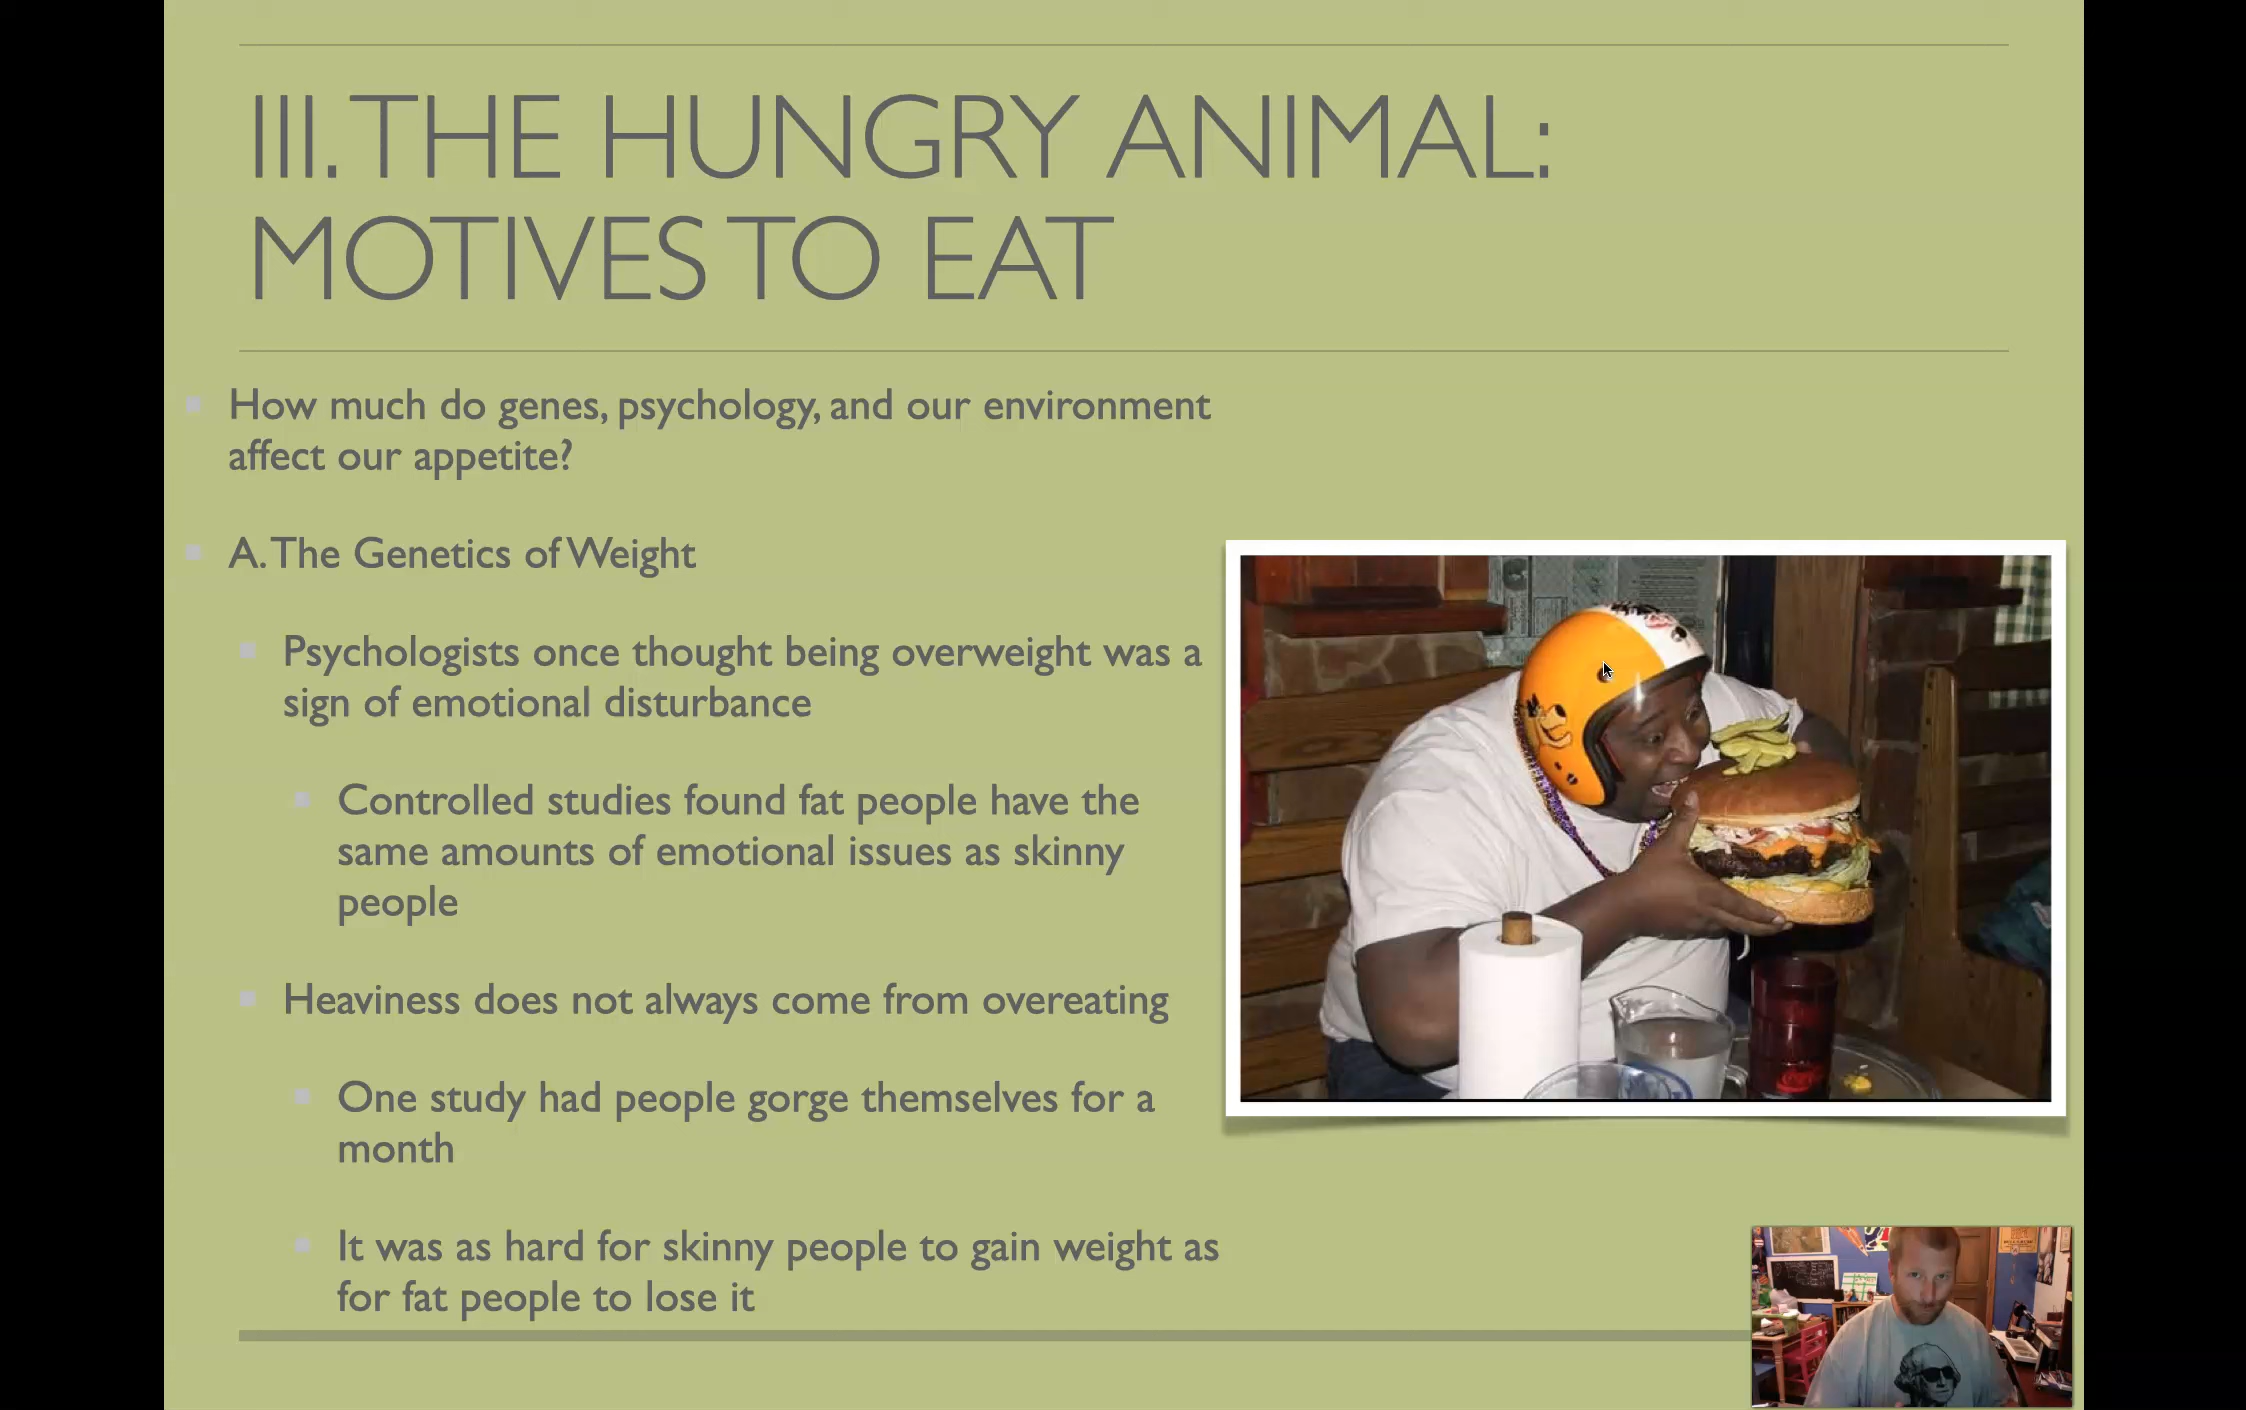 III. THE HUNGRY ANIMAL:
MOTIVES TO EAT
How much do genes, psychology, and our environment
affect our appetite?
A. The Genetics of Weight
Psychologists once thought being overweight was a
sign of emotional disturbance
Controlled studies found fat people have the
same amounts of emotional issues as skinny
people
Heaviness does not always come from overeating
One study had people gorge themselves for a
month
It was as hard for skinny people to gain weight as
for fat people to lose it